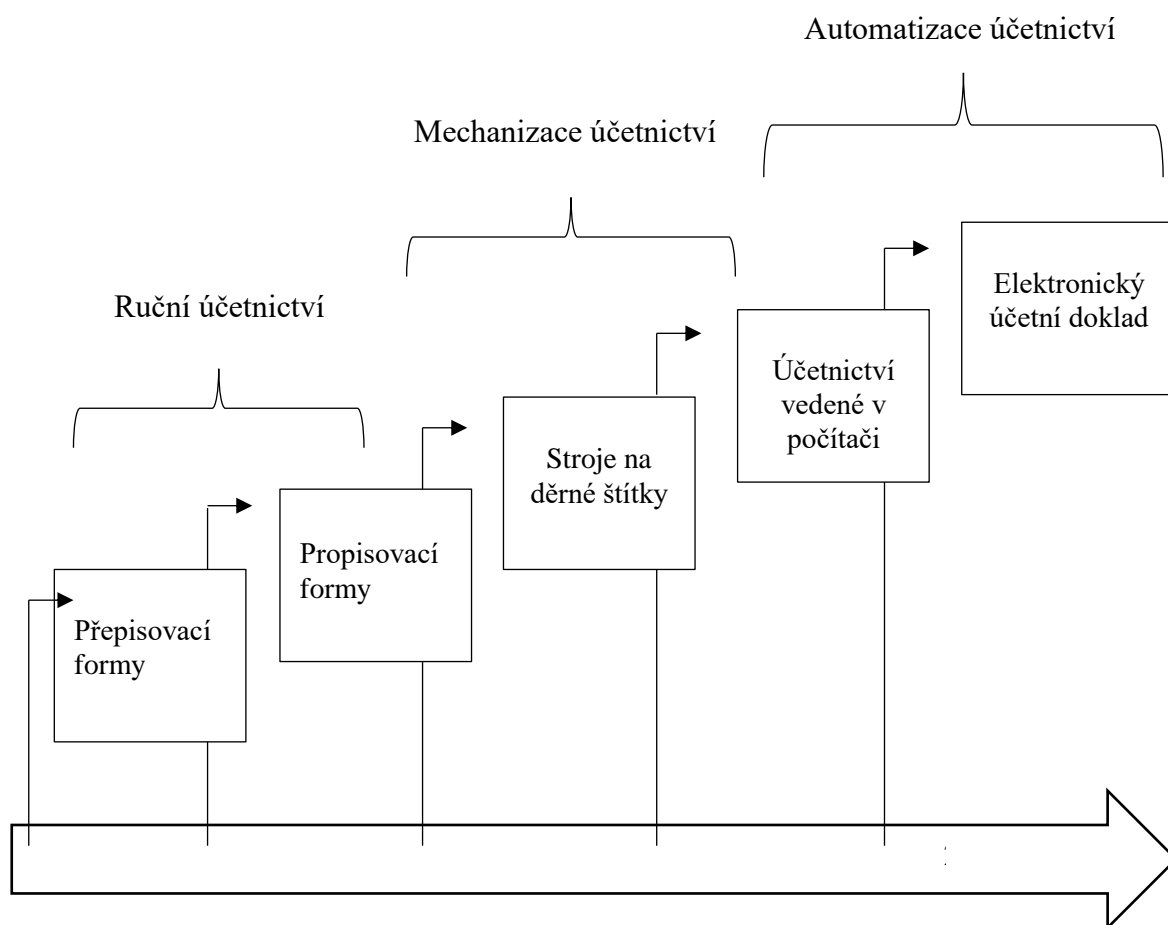 Automatizace účetnictví
Mechanizace účetnictví
Ruční účetnictví
Elektronický
účetní doklad
Účetnictví
vedené v
počítači
Stroje na
děrné štítky
Propisovací
formy
Přepisovací
formy